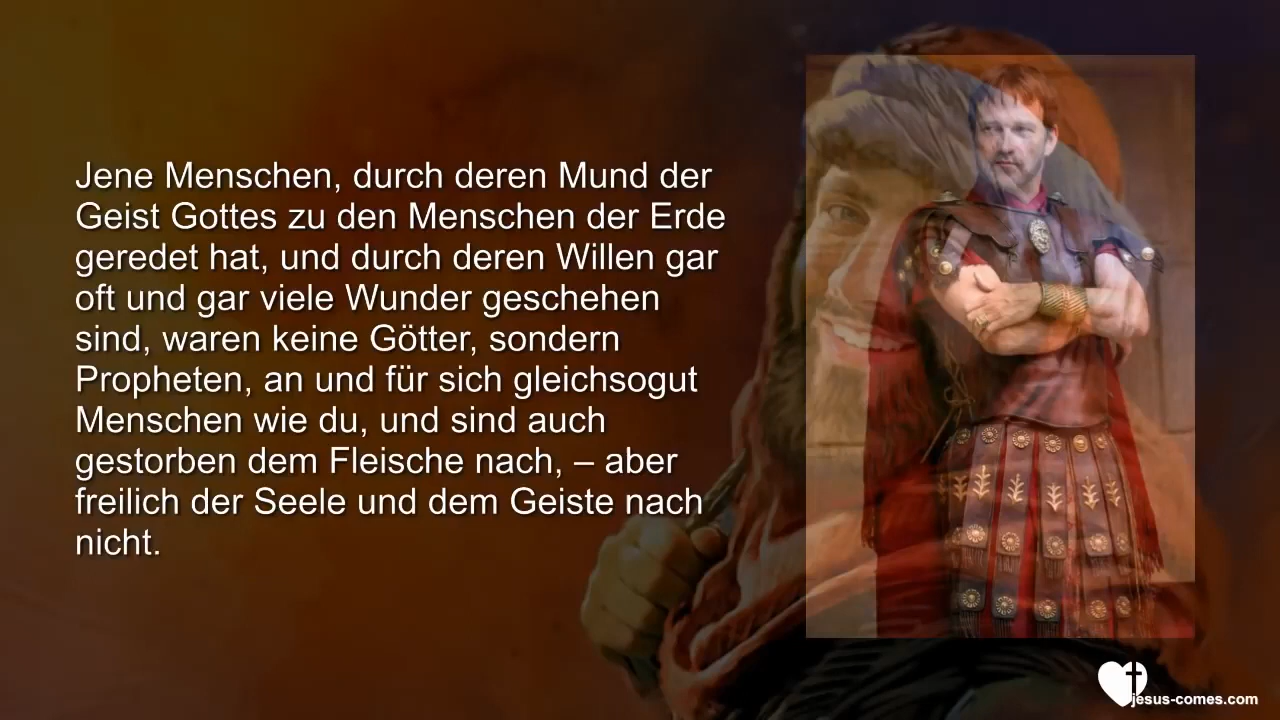 Jene Menschen, durch deren Mund der
Geist Gottes zu den Menschen der Erde
geredet hat, und durch deren Willen gar
oft und gar viele Wunder geschehen
sind, waren keine Götter, sondern
Propheten, an und für sich gleichsogut
Menschen wie du, und sind auch
gestorben dem Fleische nach, – aber
freilich der Seele und dem Geiste nach
nicht.
jesus-comes.com